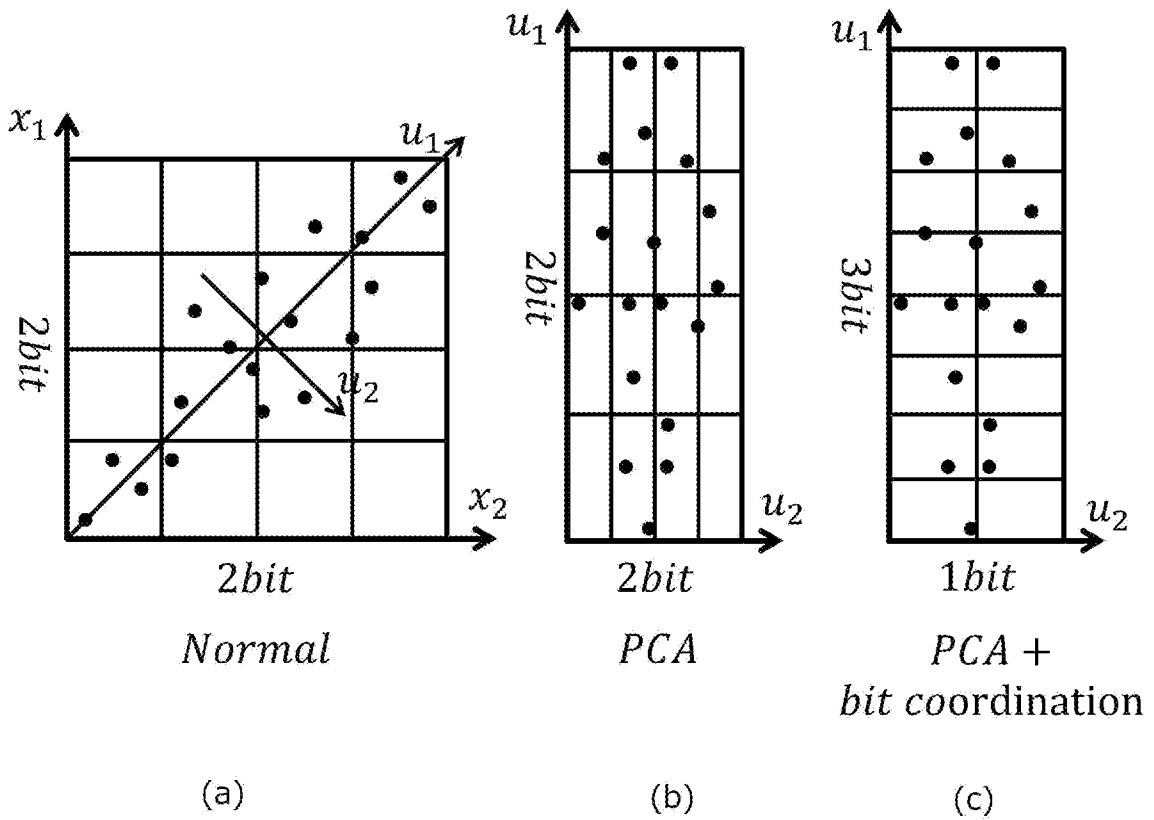 x₁
u₁
2bit
u₂
x₂
2bit
Normal
(a)
u₁
2bit
u₂
2bit
PCA
(b)
u₁
3bit
u₂
1bit
PCA +
bit coordination
(c)